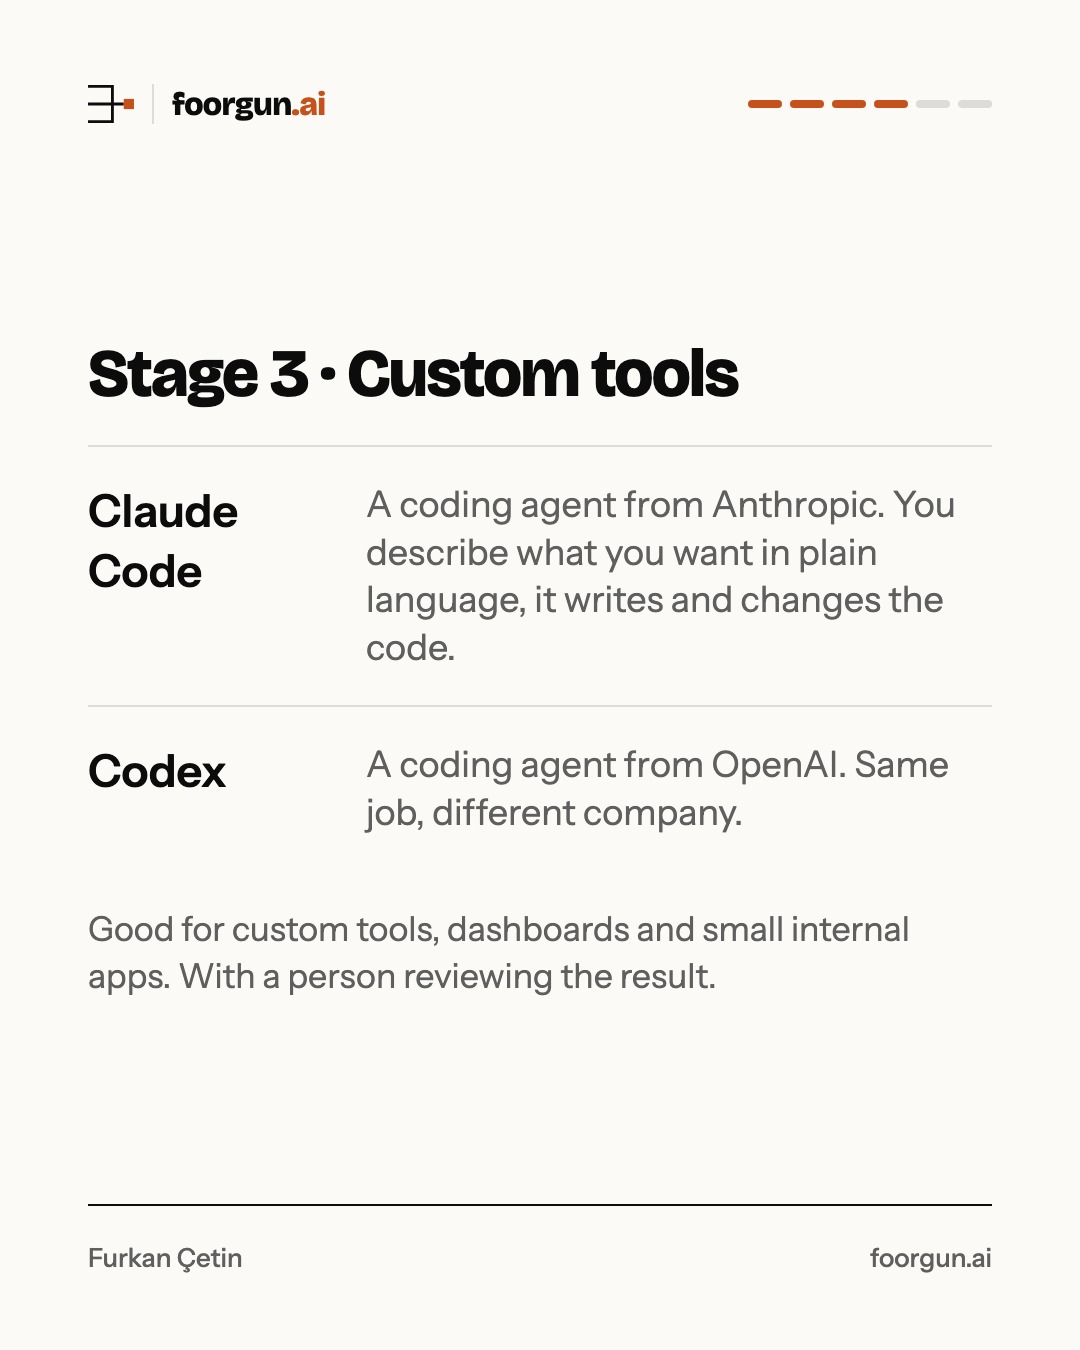 foorgun.ai
Stage 3 · Custom tools
Claude
Code
A coding agent from Anthropic. You
describe what you want in plain
language, it writes and changes the
code.
Codex
A coding agent from OpenAI. Same
job, different company.
Good for custom tools, dashboards and small internal
apps. With a person reviewing the result.
Furkan Çetin
foorgun.ai